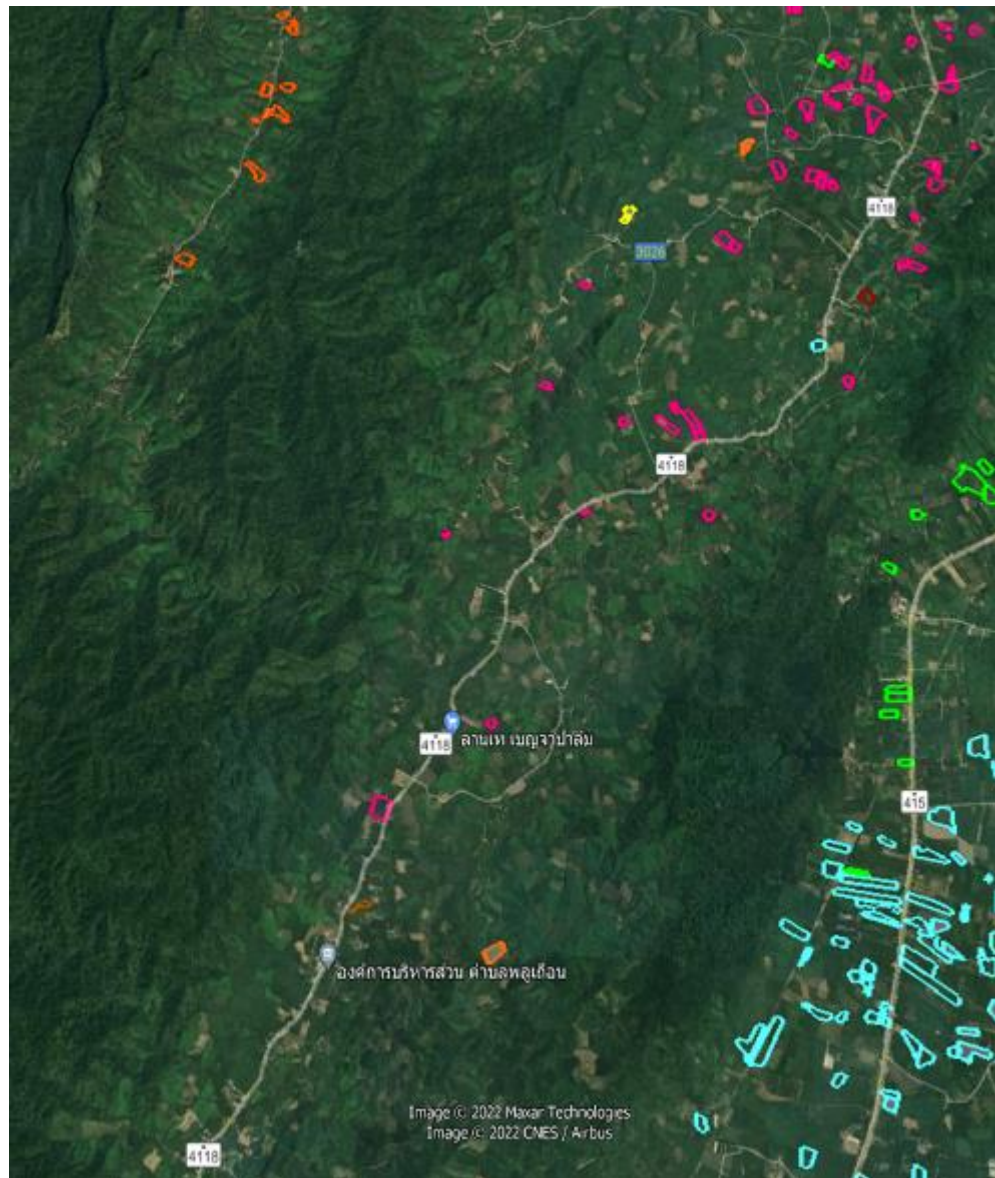 4118
3026
4118
ลานเท เบญจาปาล์ม
4118
415
องค์การบริหารส่วน ตำบลพลูเถื่อน
Image © 2022 Maxar Technologies
Image © 2022 CNES / Airbus
4118